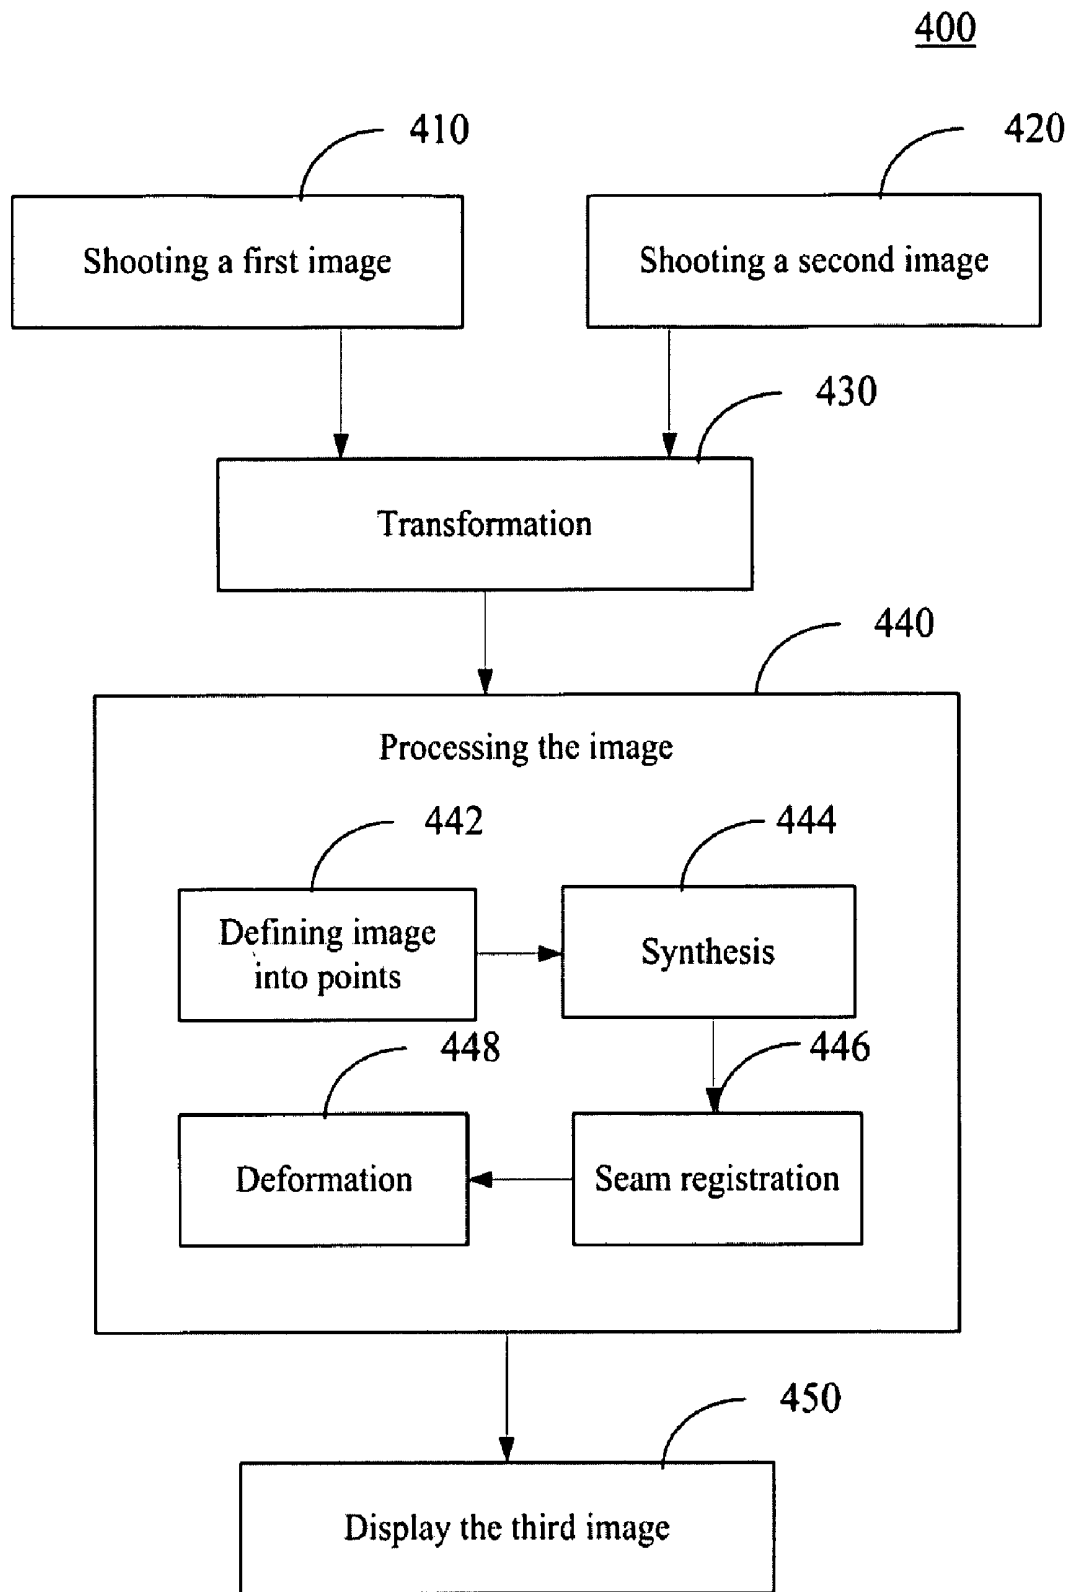 400
410
420
Shooting a first image
Shooting a second image
430
Transformation
440
Processing the image
442
444
Defining image
into points
Synthesis
448
446
Deformation
Seam registration
450
Display the third image